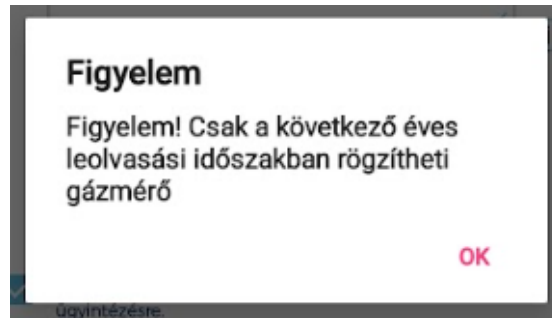 Figyelem
Figyelem! Csak a következő éves
leolvasási időszakban rögzítheti
gázmérő
OK
ügyintézésre.